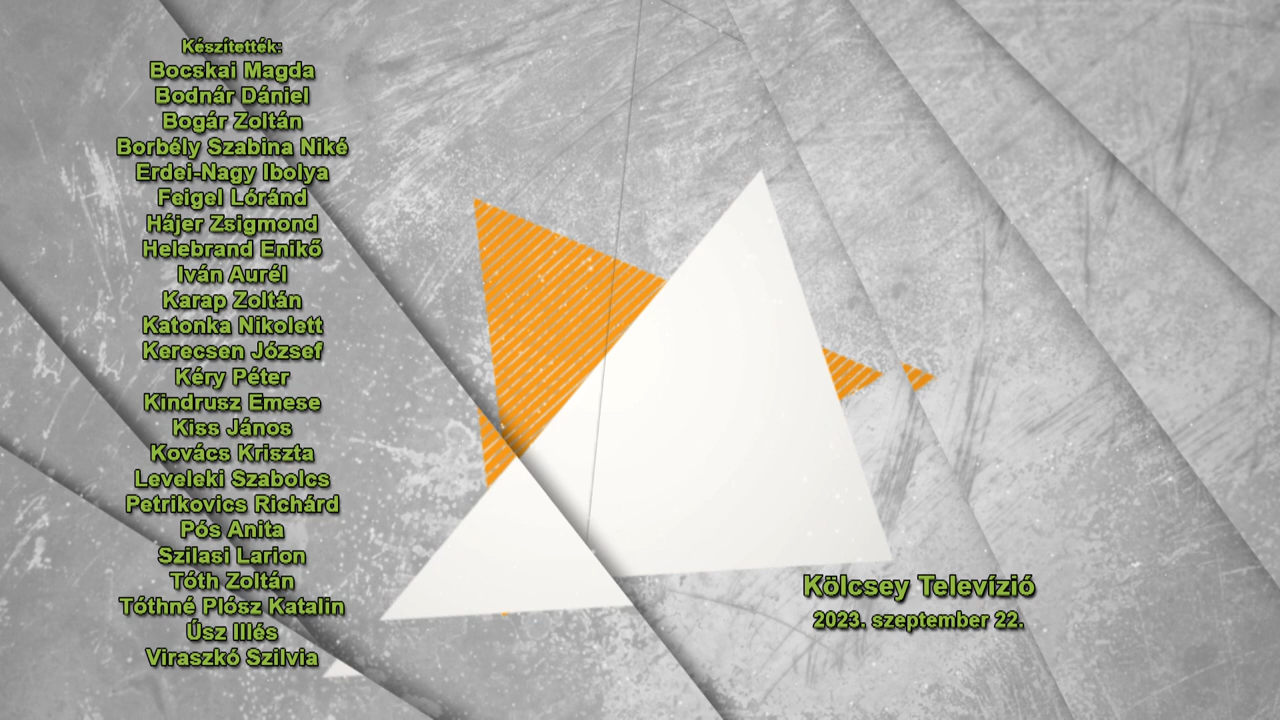 Készítették:
Bocskai Magda
Bodnár Dániel
Bogár Zoltán
Borbély Szabina Niké
Erdei-Nagy Ibolya
Feigel Lóránd
Hájer Zsigmond
Helebrand Enikő
Iván Aurél
Karap Zoltán
Katonka Nikolett
Kerecsen József
Kéry Péter
Kindrusz Emese
Kiss János
Kovács Kriszta
Leveleki Szabolcs
Petrikovics Richárd
Pós Anita
Szilasi Larion
Tóth Zoltán
Tóthné Plósz Katalin
Úsz Illés
Viraszkó Szilvia
Kölcsey Televízió
2023. szeptember 22.